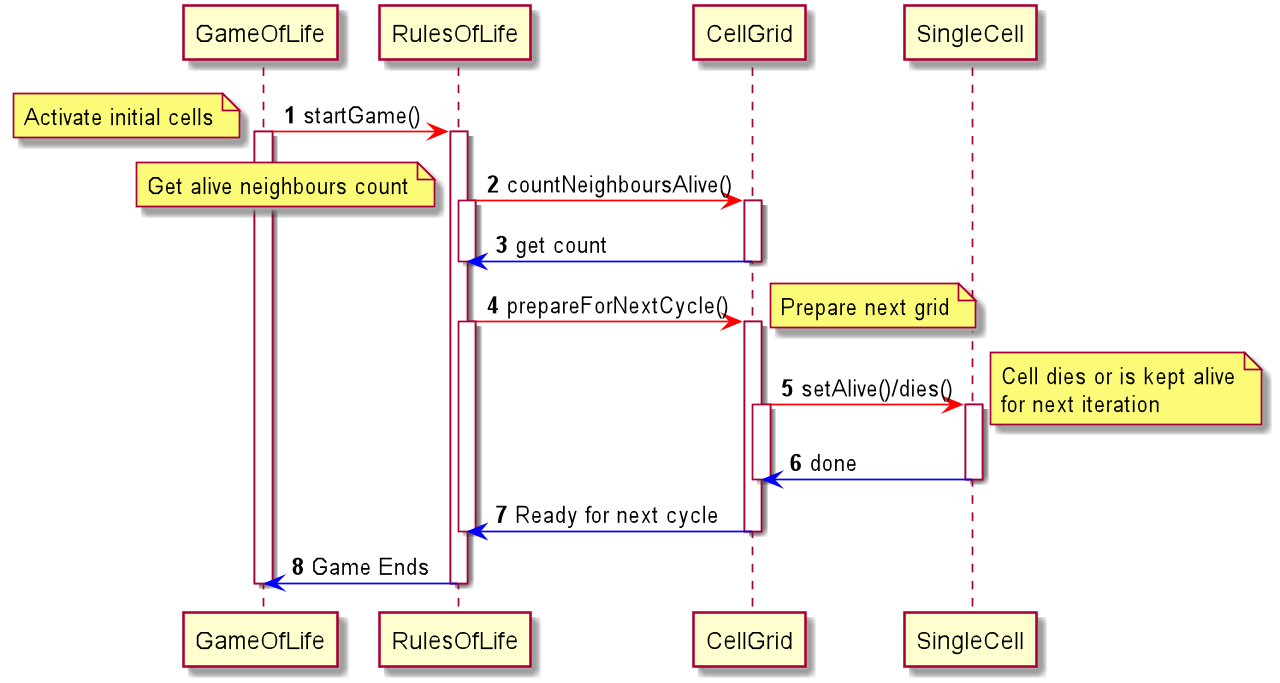 GameOfLife
RulesOfLife
CellGrid
SingleCell
Activate initial cells
1 startGame()
Get alive neighbours count
2 countNeighboursAlive()
3 get count
4 prepareForNextCycle()
Prepare next grid
5 setAlive()/dies()
Cell dies or is kept alive
for next iteration
6 done
7 Ready for next cycle
8 Game Ends
GameOfLife
RulesOfLife
CellGrid
SingleCell